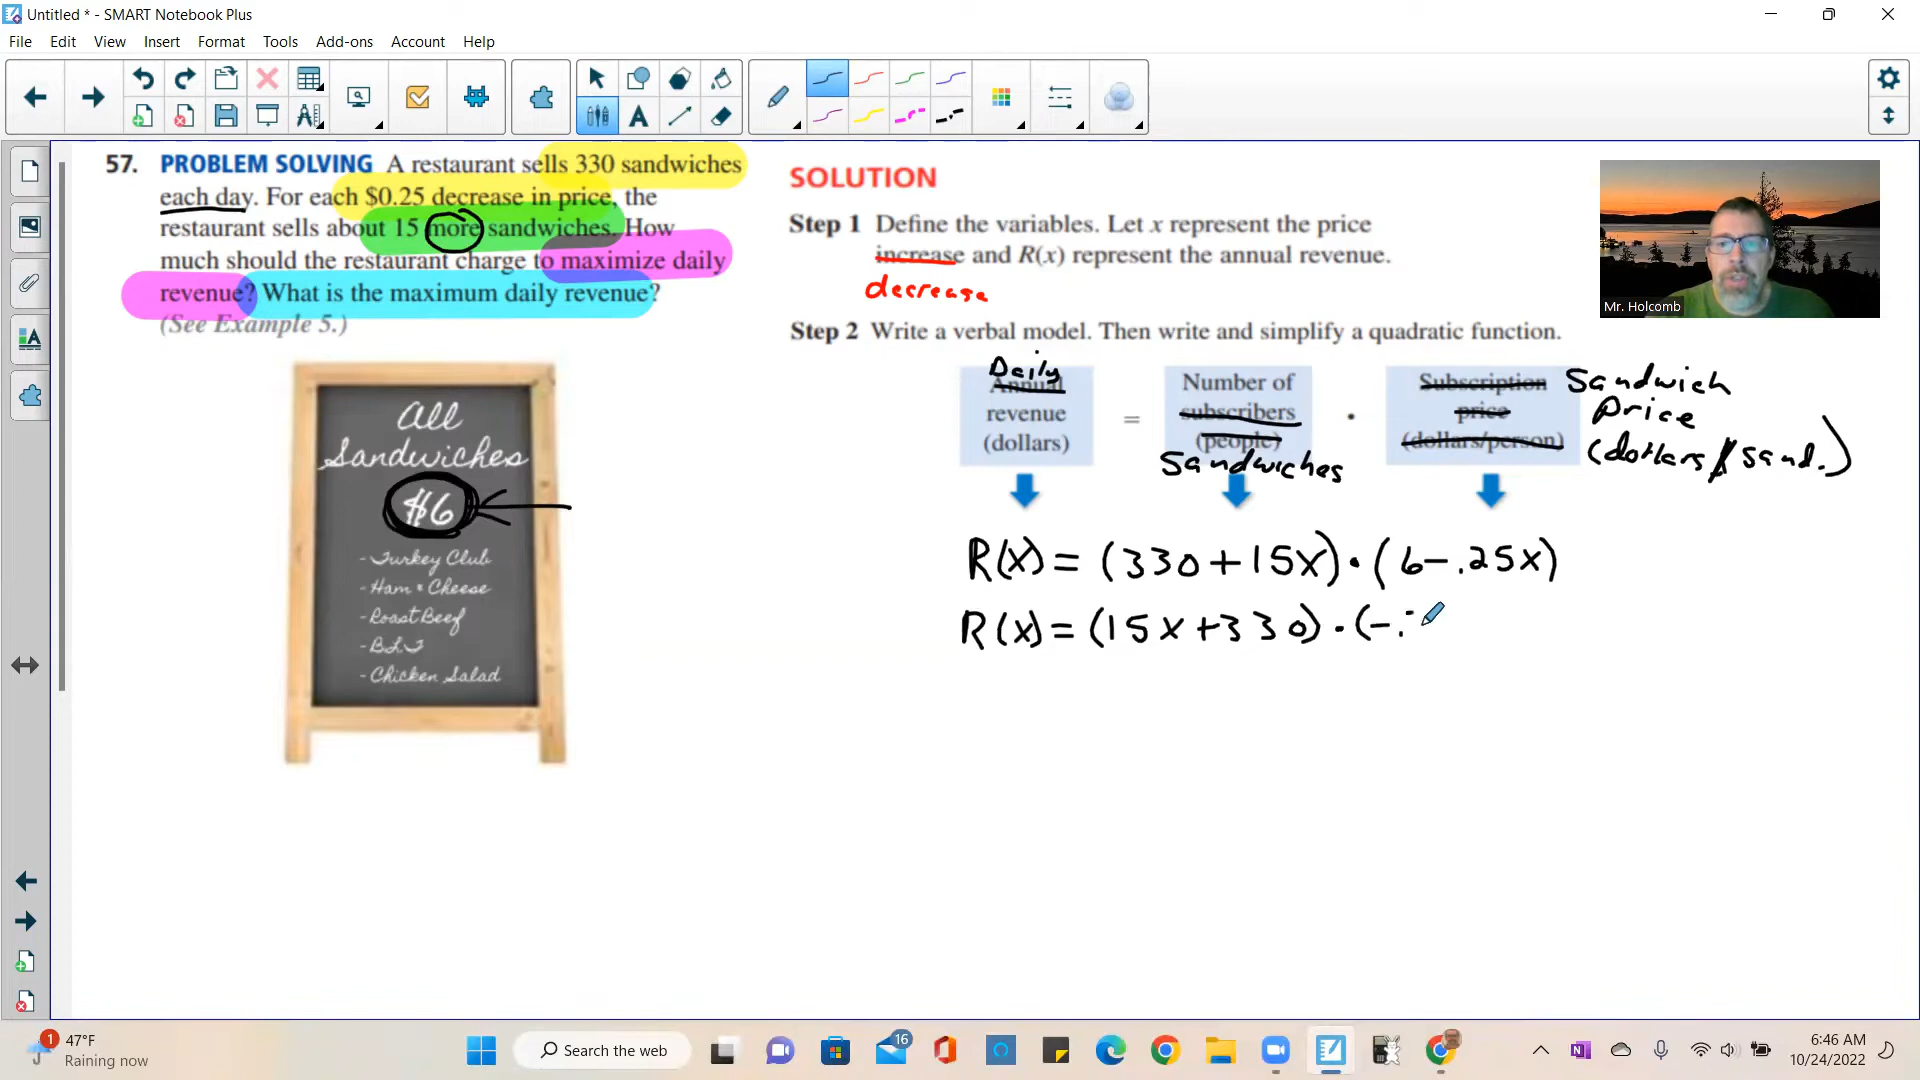 Untitled * - SMART Notebook Plus
File Edit View Insert Format Tools Add-ons Account Help
57. PROBLEM SOLVING A restaurant sells 330 sandwiches
each day. For each $0.25 decrease in price, the
restaurant sells about 15 more sandwiches. How
much should the restaurant charge to maximize daily
revenue? What is the maximum daily revenue?
(See Example 5.)
All
Sandwiches
$6
- Turkey Club
- Ham & Cheese
- Roast Beef
- BLT
- Chicken Salad
SOLUTION
Step 1 Define the variables. Let x represent the price
increase and R(x) represent the annual revenue.
decrease
Step 2 Write a verbal model. Then write and simplify a quadratic function.
Daily
Annual
revenue
(dollars)
=
Number of
subscribers
(people)
Sandwiches
•
Subscription
price
(dollars/person)
Sandwich
Price
(dollars/sand.)
R(x) = (330+15x) • (6-.25x)
R(x) = (15x+330) • (-.
Mr. Holcomb
1
47°F
Raining now
Search the web
16
6:46 AM
10/24/2022